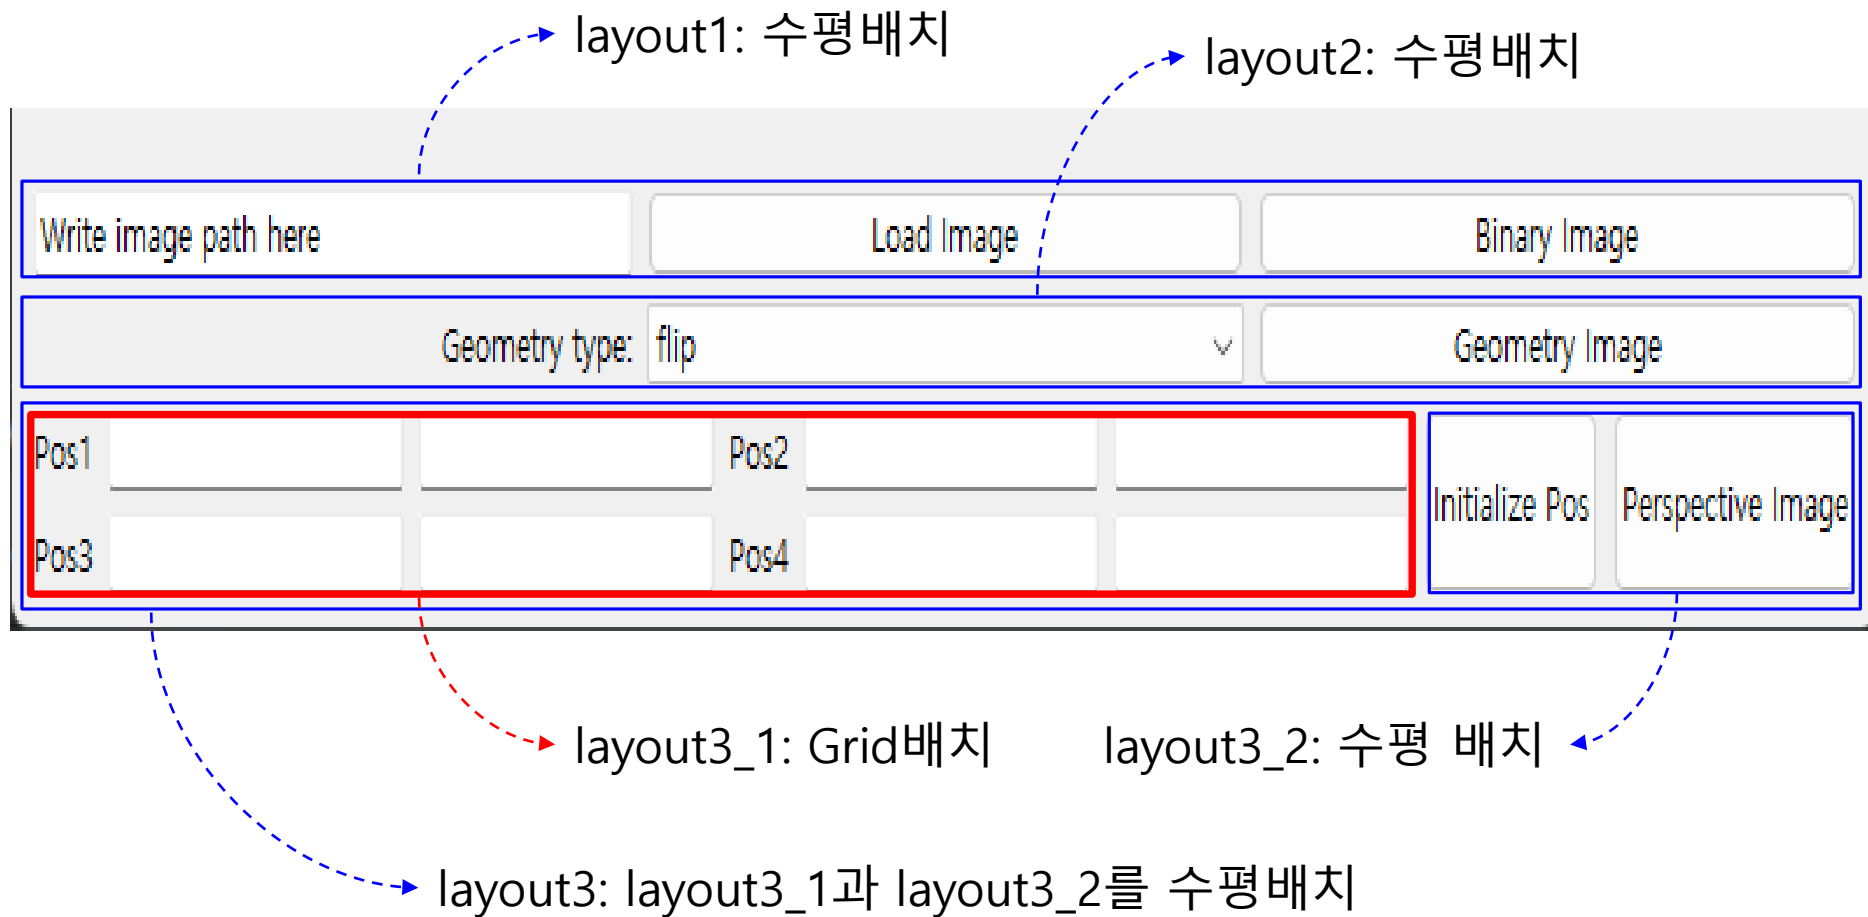 layout1: 수평배치
layout2: 수평배치
Write image path here Load Image Binary Image
Geometry type: flip Geometry Image
Pos1 Pos2
Initialize Pos Perspective Image
Pos3 Pos4
layout3_1: Grid배치 layout3_2: 수평 배치
layout3: layout3_1과 layout3_2를 수평배치